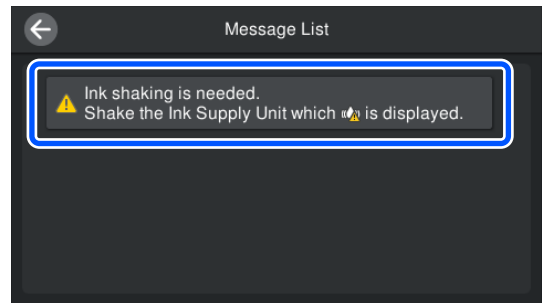 Message List
Ink shaking is needed.
Shake the Ink Supply Unit which is displayed.